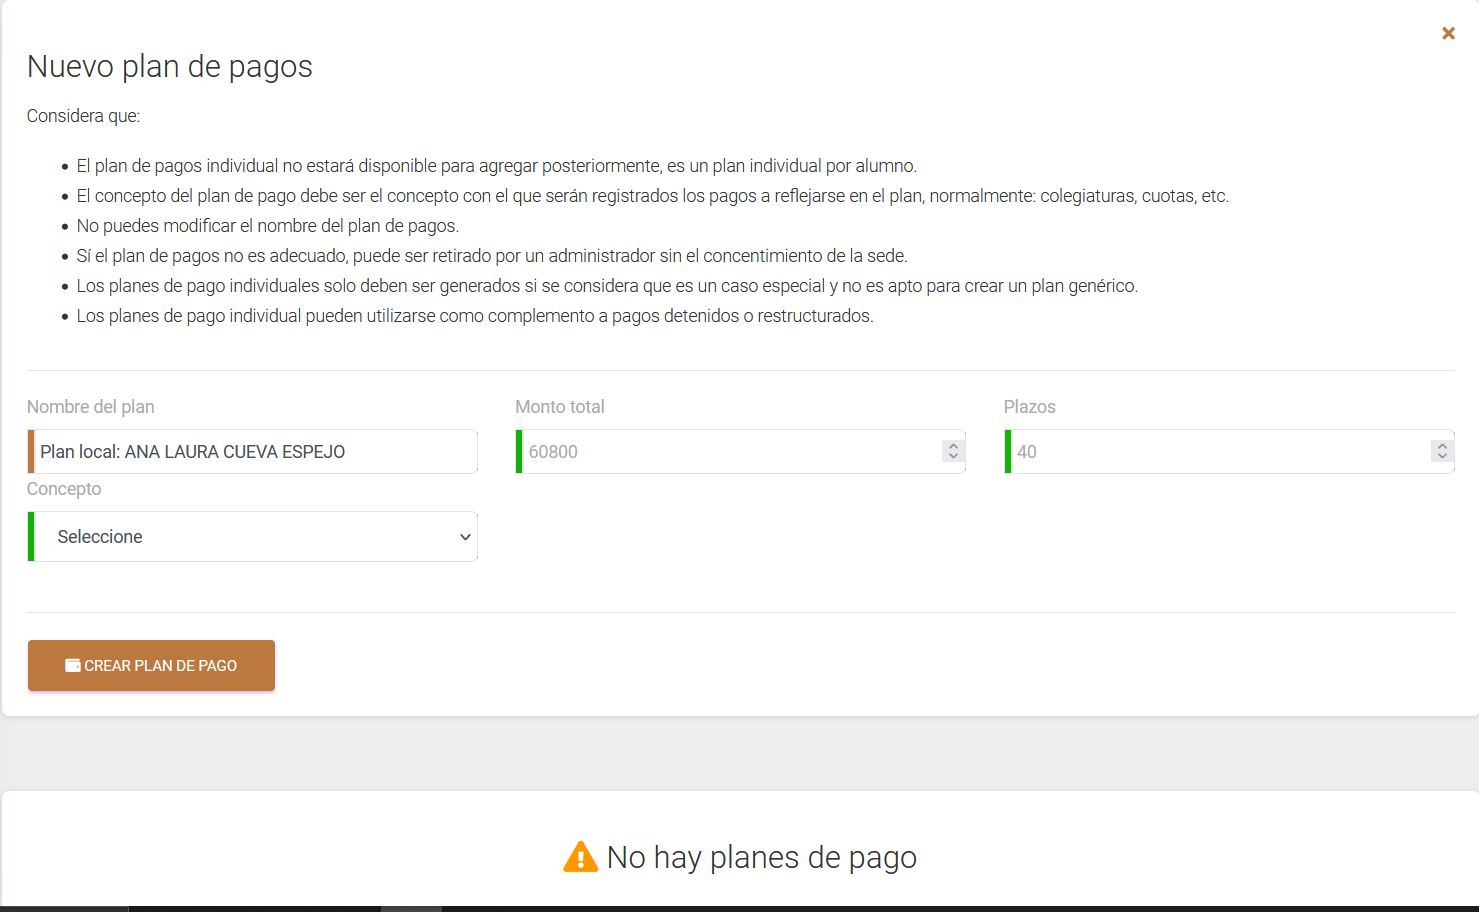 Nuevo plan de pagos
Considera que:
El plan de pagos individual no estará disponible para agregar posteriormente, es un plan individual por alumno.
El concepto del plan de pago debe ser el concepto con el que serán registrados los pagos a reflejarse en el plan, normalmente: colegiaturas, cuotas, etc.
No puedes modificar el nombre del plan de pagos.
Sí el plan de pagos no es adecuado, puede ser retirado por un administrador sin el concentimiento de la sede.
Los planes de pago individuales solo deben ser generados si se considera que es un caso especial y no es apto para crear un plan genérico.
Los planes de pago individual pueden utilizarse como complemento a pagos detenidos o restructurados.
Nombre del plan
Plan local: ANA LAURA CUEVA ESPEJO
Monto total
60800
Plazos
40
Concepto
Seleccione
CREAR PLAN DE PAGO
No hay planes de pago